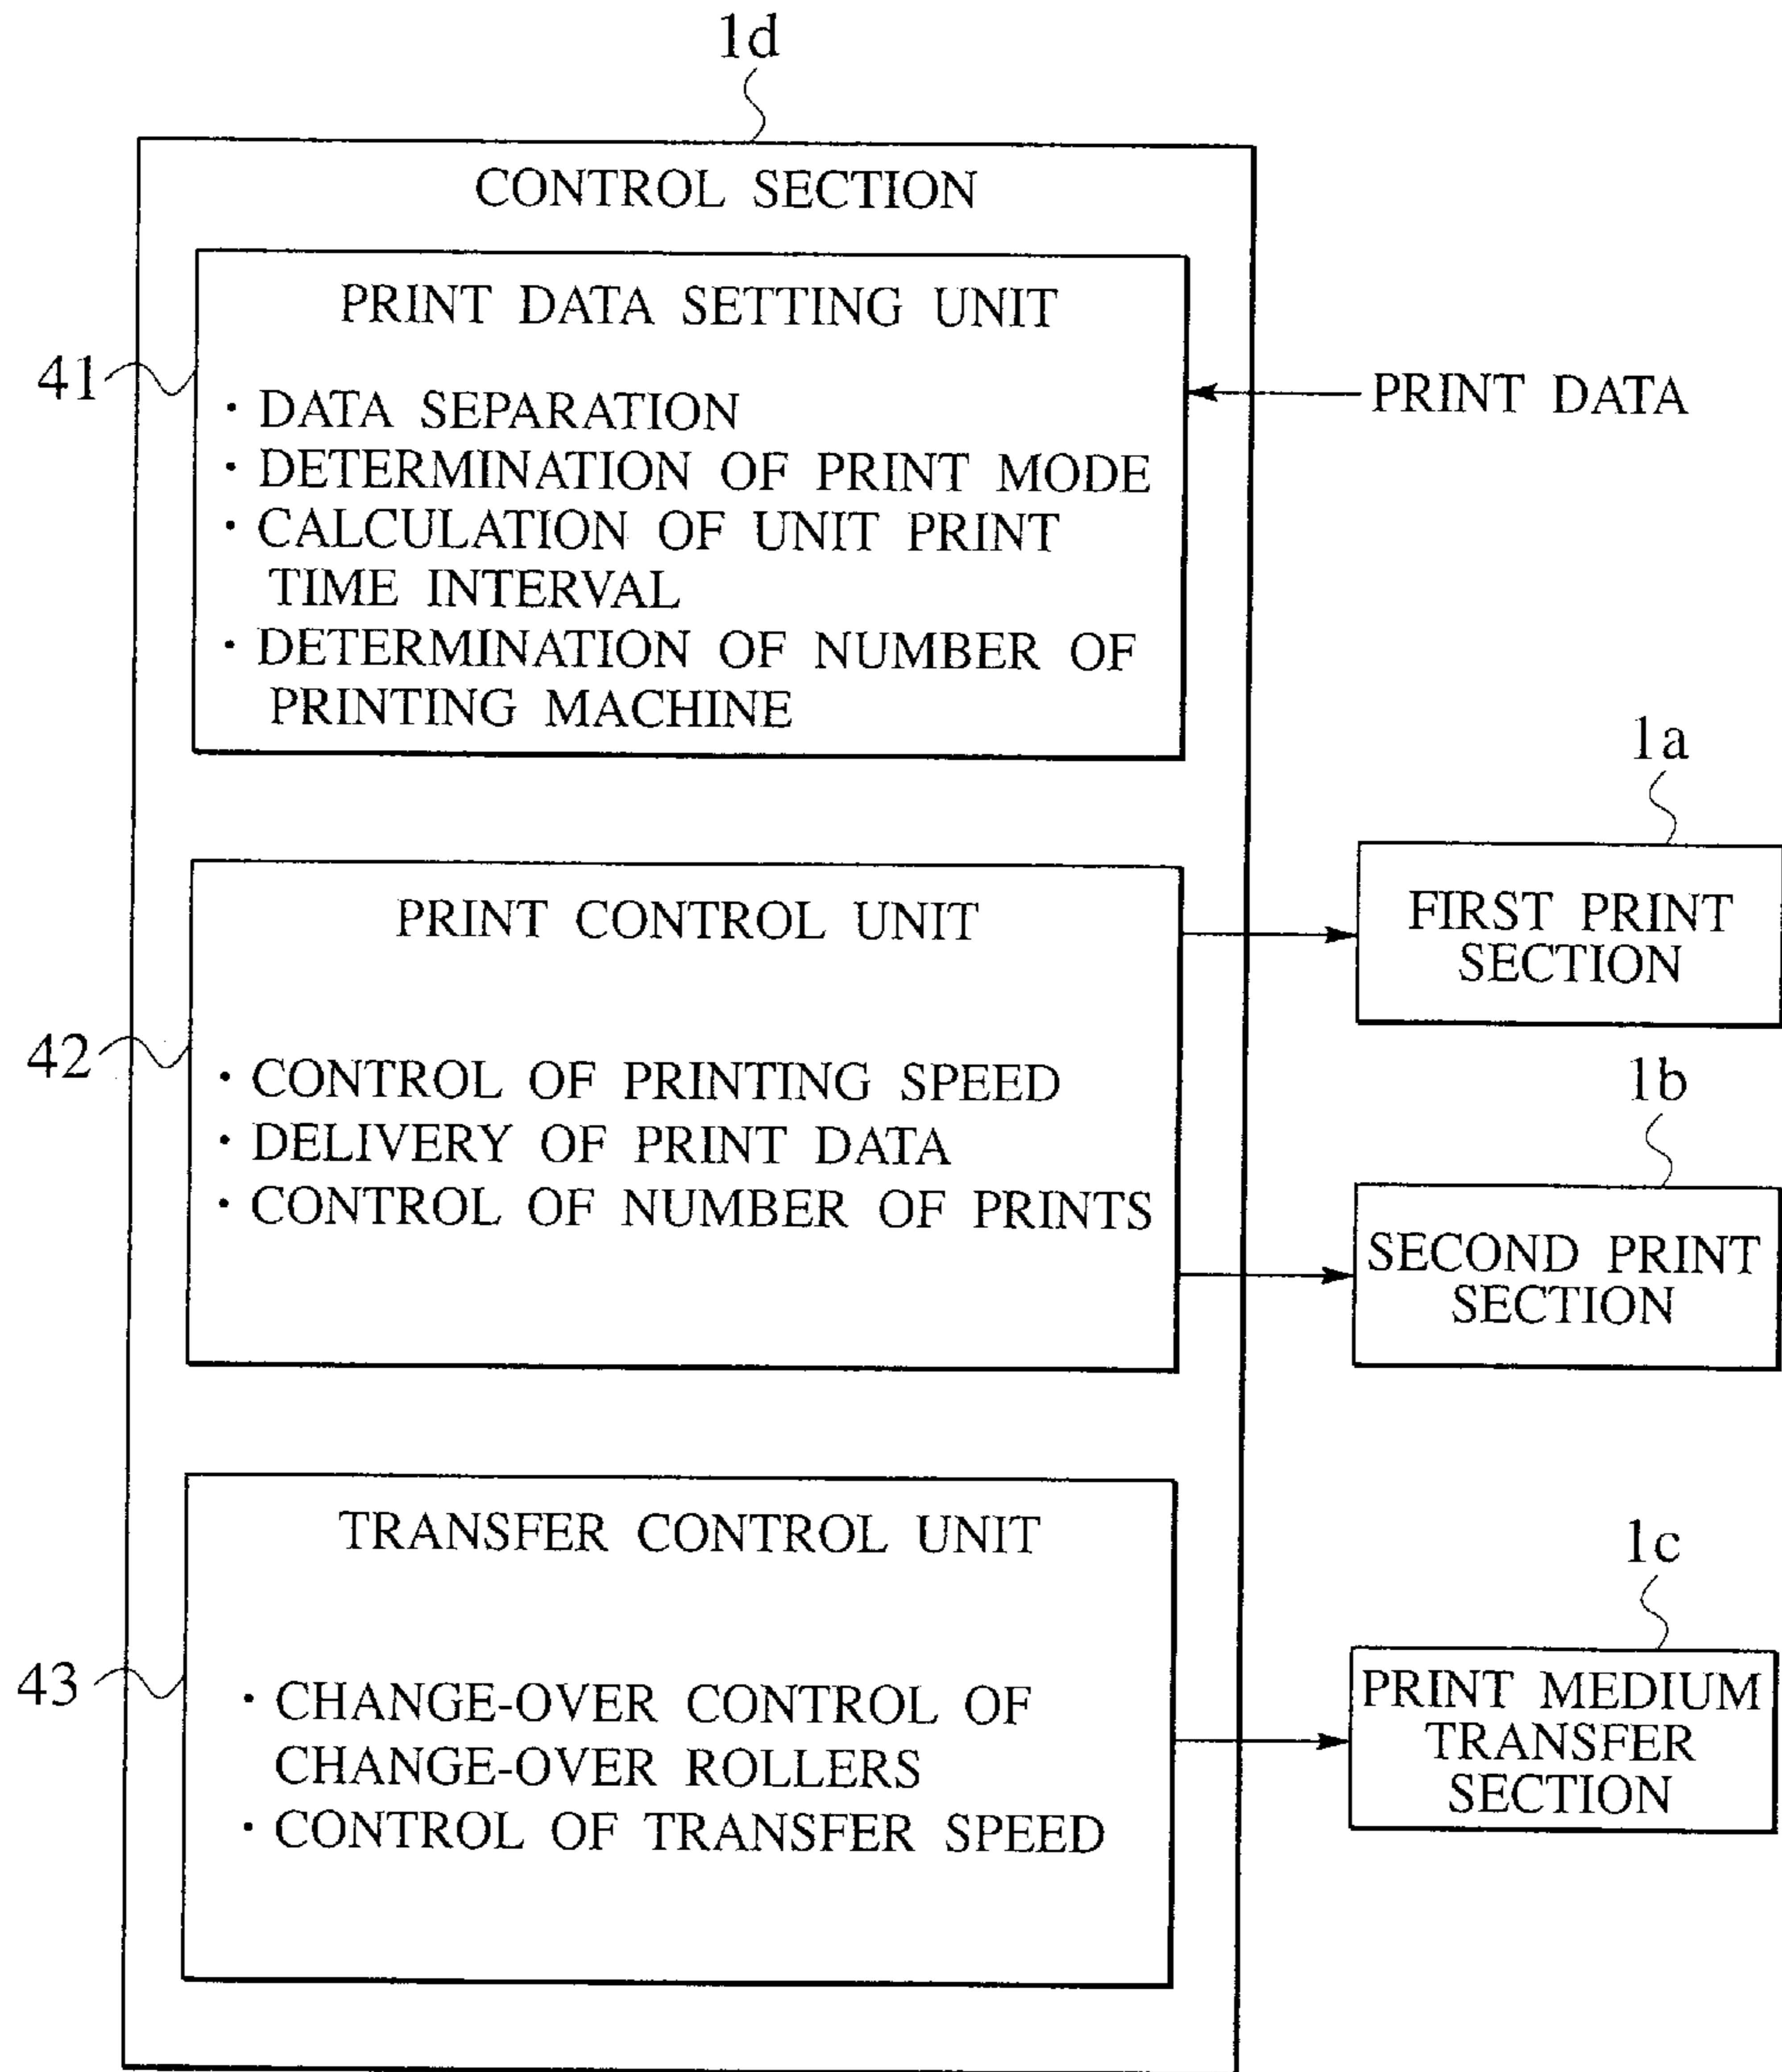 1d
CONTROL SECTION
PRINT DATA SETTING UNIT
41
· DATA SEPARATION
· DETERMINATION OF PRINT MODE
· CALCULATION OF UNIT PRINT
TIME INTERVAL
· DETERMINATION OF NUMBER OF
PRINTING MACHINE
PRINT DATA
PRINT CONTROL UNIT
42
· CONTROL OF PRINTING SPEED
· DELIVERY OF PRINT DATA
· CONTROL OF NUMBER OF PRINTS
1a
FIRST PRINT
SECTION
1b
SECOND PRINT
SECTION
TRANSFER CONTROL UNIT
43
· CHANGE-OVER CONTROL OF
CHANGE-OVER ROLLERS
· CONTROL OF TRANSFER SPEED
1c
PRINT MEDIUM
TRANSFER
SECTION